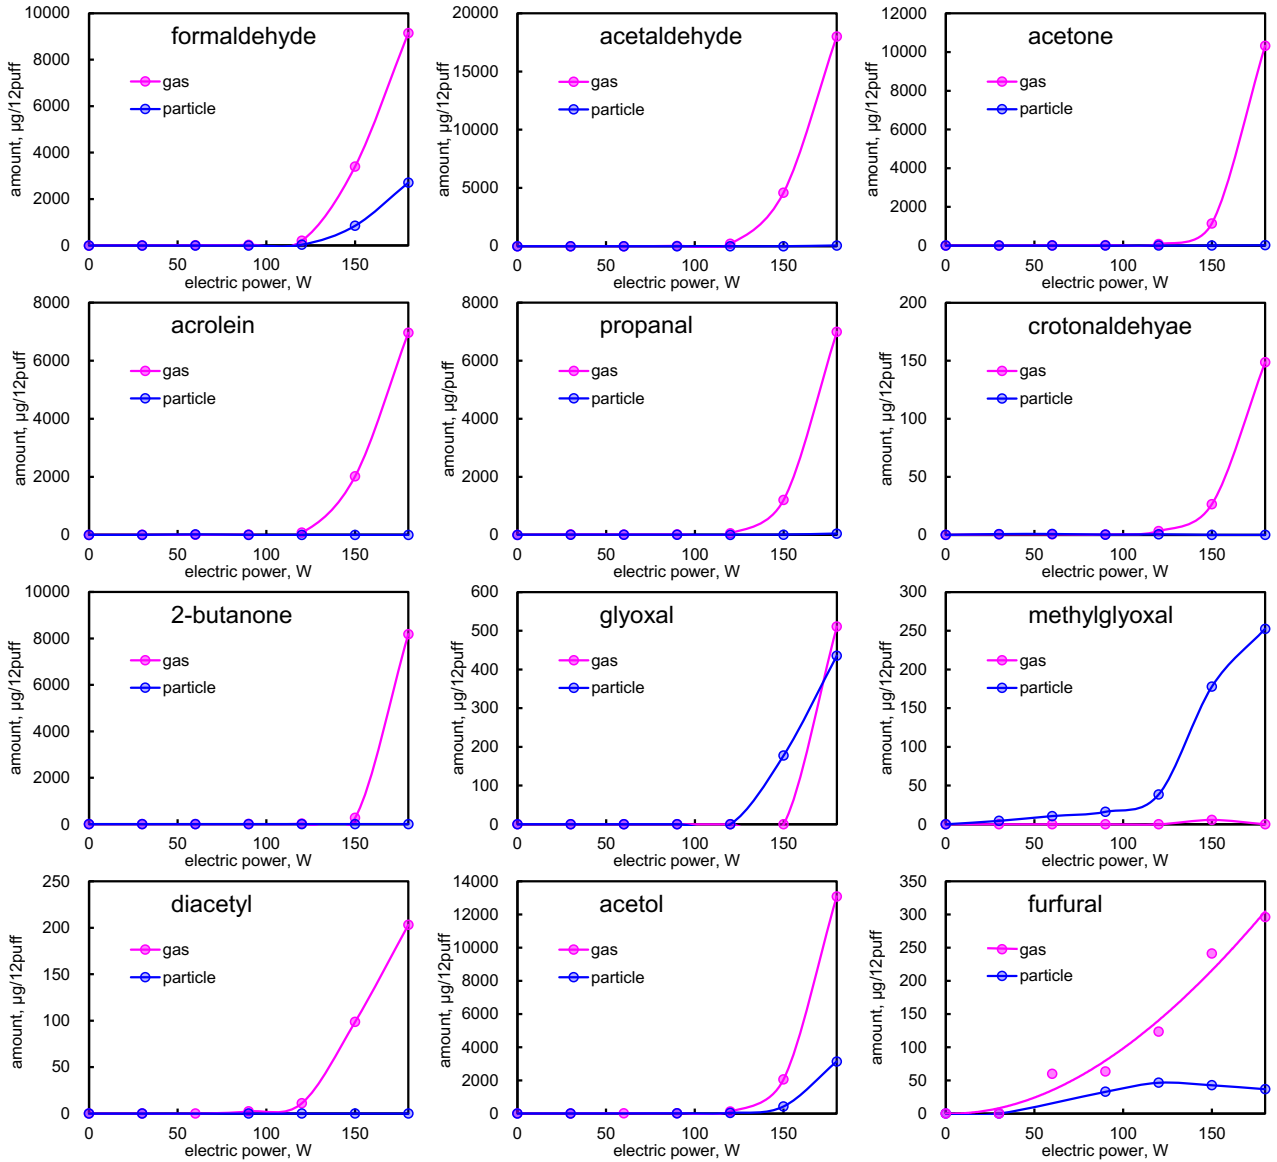 formaldehyde
gas
particle
amount, µg/12puff
10000
8000
6000
4000
2000
0
0 50 100 150
electric power, W
acetaldehyde
gas
particle
amount, µg/12puff
20000
15000
10000
5000
0
0 50 100 150
electric power, W
acetone
gas
particle
amount, µg/12puff
12000
10000
8000
6000
4000
2000
0
0 50 100 150
electric power, W
acrolein
gas
particle
amount, µg/12puff
8000
6000
4000
2000
0
0 50 100 150
electric power, W
propanal
gas
particle
amount, µg/puff
8000
6000
4000
2000
0
0 50 100 150
electric power, W
crotonaldehyae
gas
particle
amount, µg/12puff
200
150
100
50
0
0 50 100 150
electric power, W
2-butanone
gas
particle
amount, µg/12puff
10000
8000
6000
4000
2000
0
0 50 100 150
electric power, W
glyoxal
gas
particle
amount, µg/12puff
600
500
400
300
200
100
0
0 50 100 150
electric power, W
methylglyoxal
gas
particle
amount, µg/12puff
300
250
200
150
100
50
0
0 50 100 150
electric power, W
diacetyl
gas
particle
amount, µg/12puff
250
200
150
100
50
0
0 50 100 150
electric power, W
acetol
gas
particle
amount, µg/12puff
14000
12000
10000
8000
6000
4000
2000
0
0 50 100 150
electric power, W
furfural
gas
particle
amount, µg/12puff
350
300
250
200
150
100
50
0
0 50 100 150
electric power, W